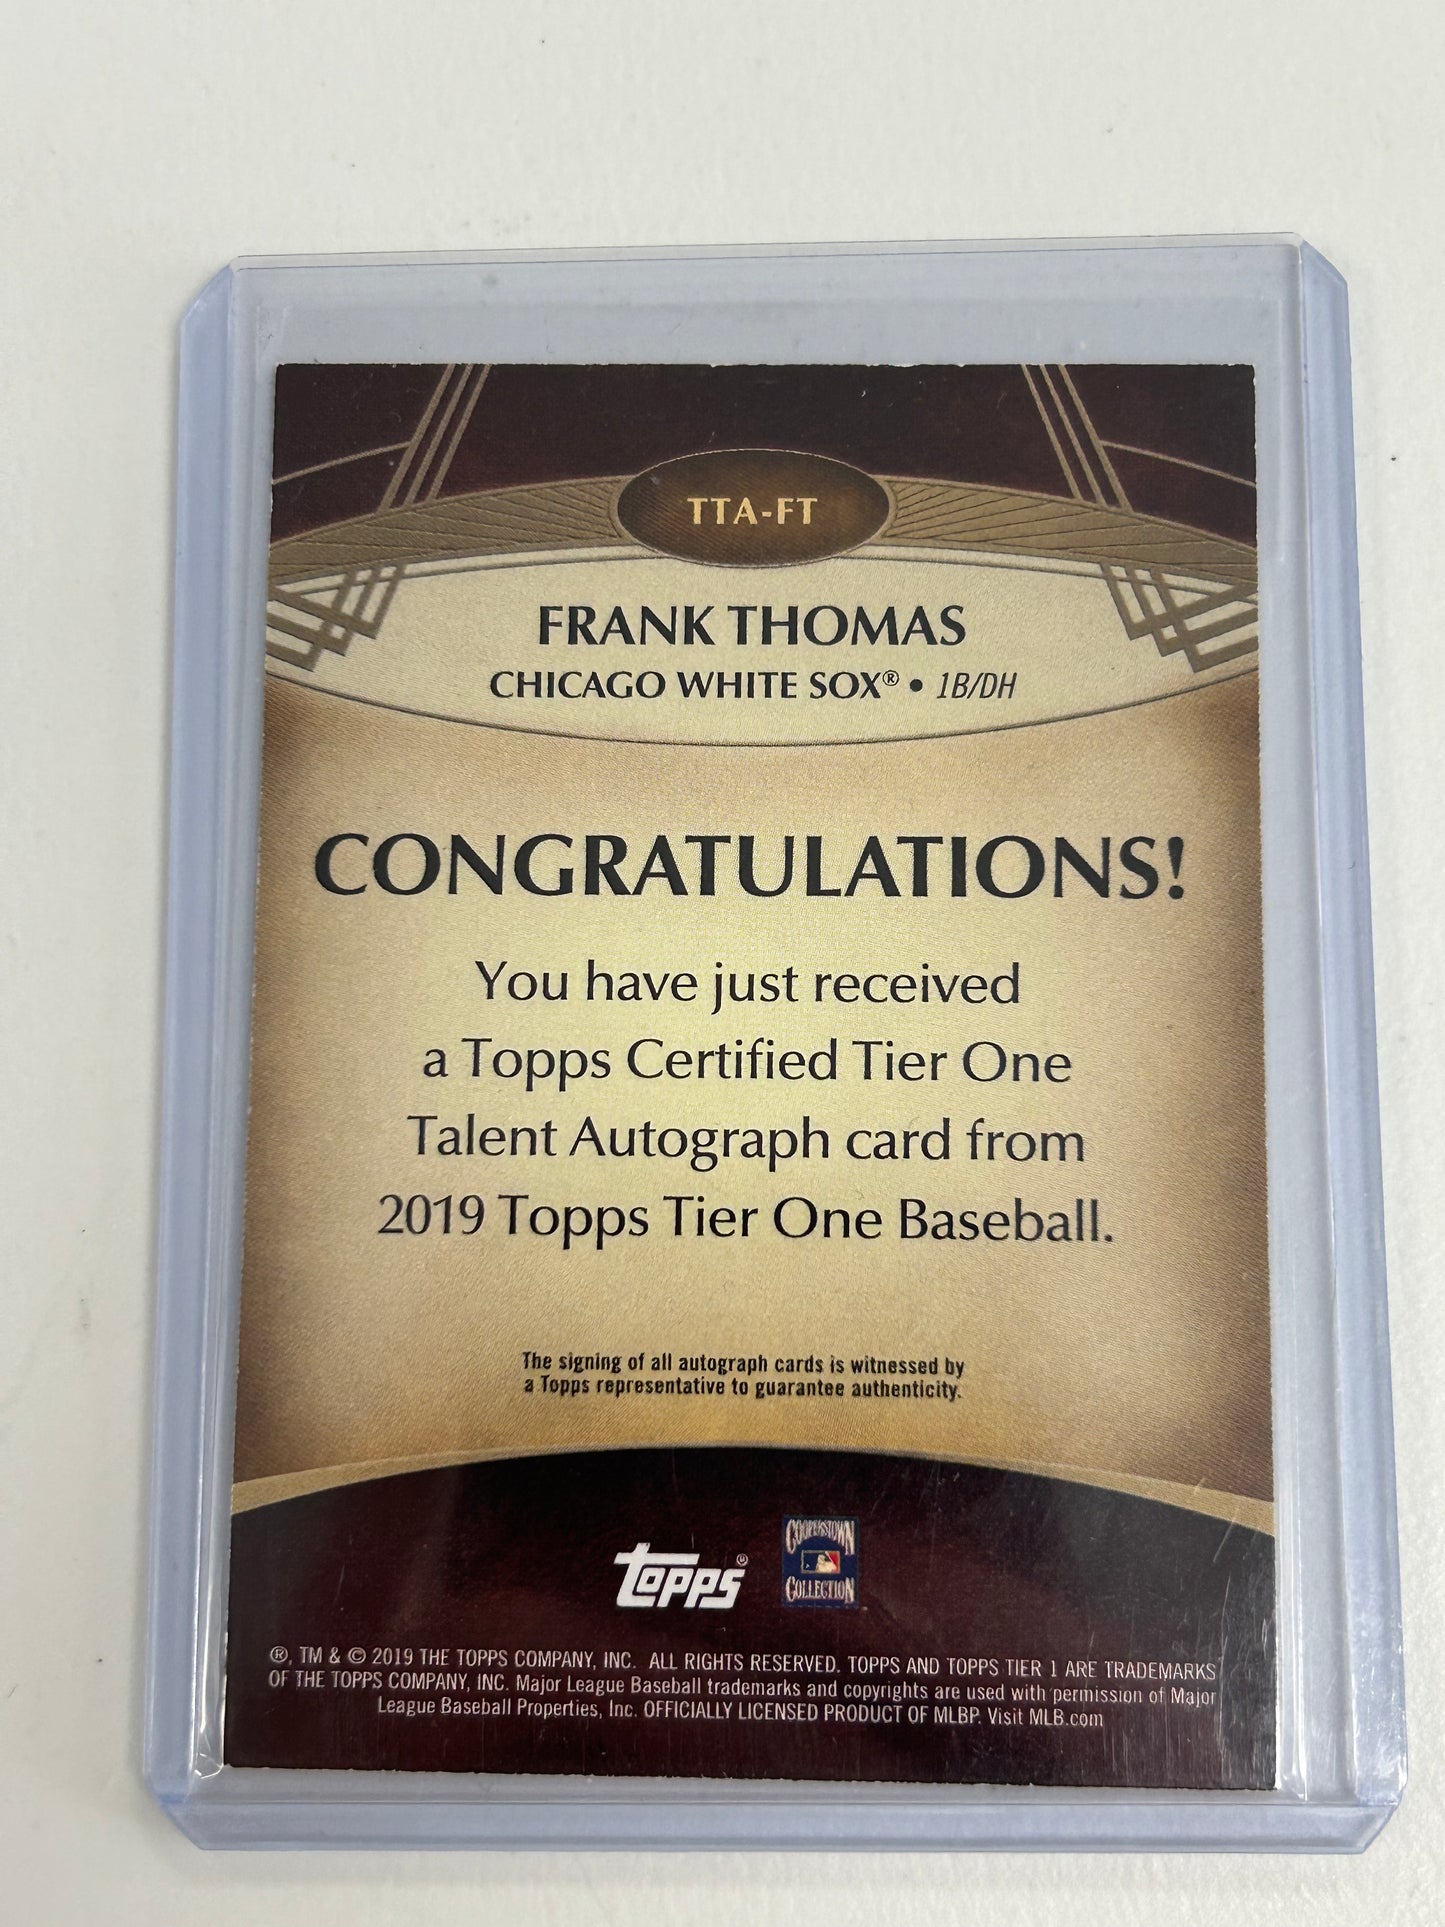 TTA-FT
FRANK THOMAS
CHICAGO WHITE SOX® • 1B/DH
CONGRATULATIONS!
You have just received
a Topps Certified Tier One
Talent Autograph card from
2019 Topps Tier One Baseball.
The signing of all autograph cards is witnessed by
a Topps representative to guarantee authenticity.
topps®
COOPERSTOWN
COLLECTION
®, TM & © 2019 THE TOPPS COMPANY, INC. ALL RIGHTS RESERVED. TOPPS AND TOPPS TIER 1 ARE TRADEMARKS
OF THE TOPPS COMPANY, INC. Major League Baseball trademarks and copyrights are used with permission of Major
League Baseball Properties, Inc. OFFICIALLY LICENSED PRODUCT OF MLBP. Visit MLB.com